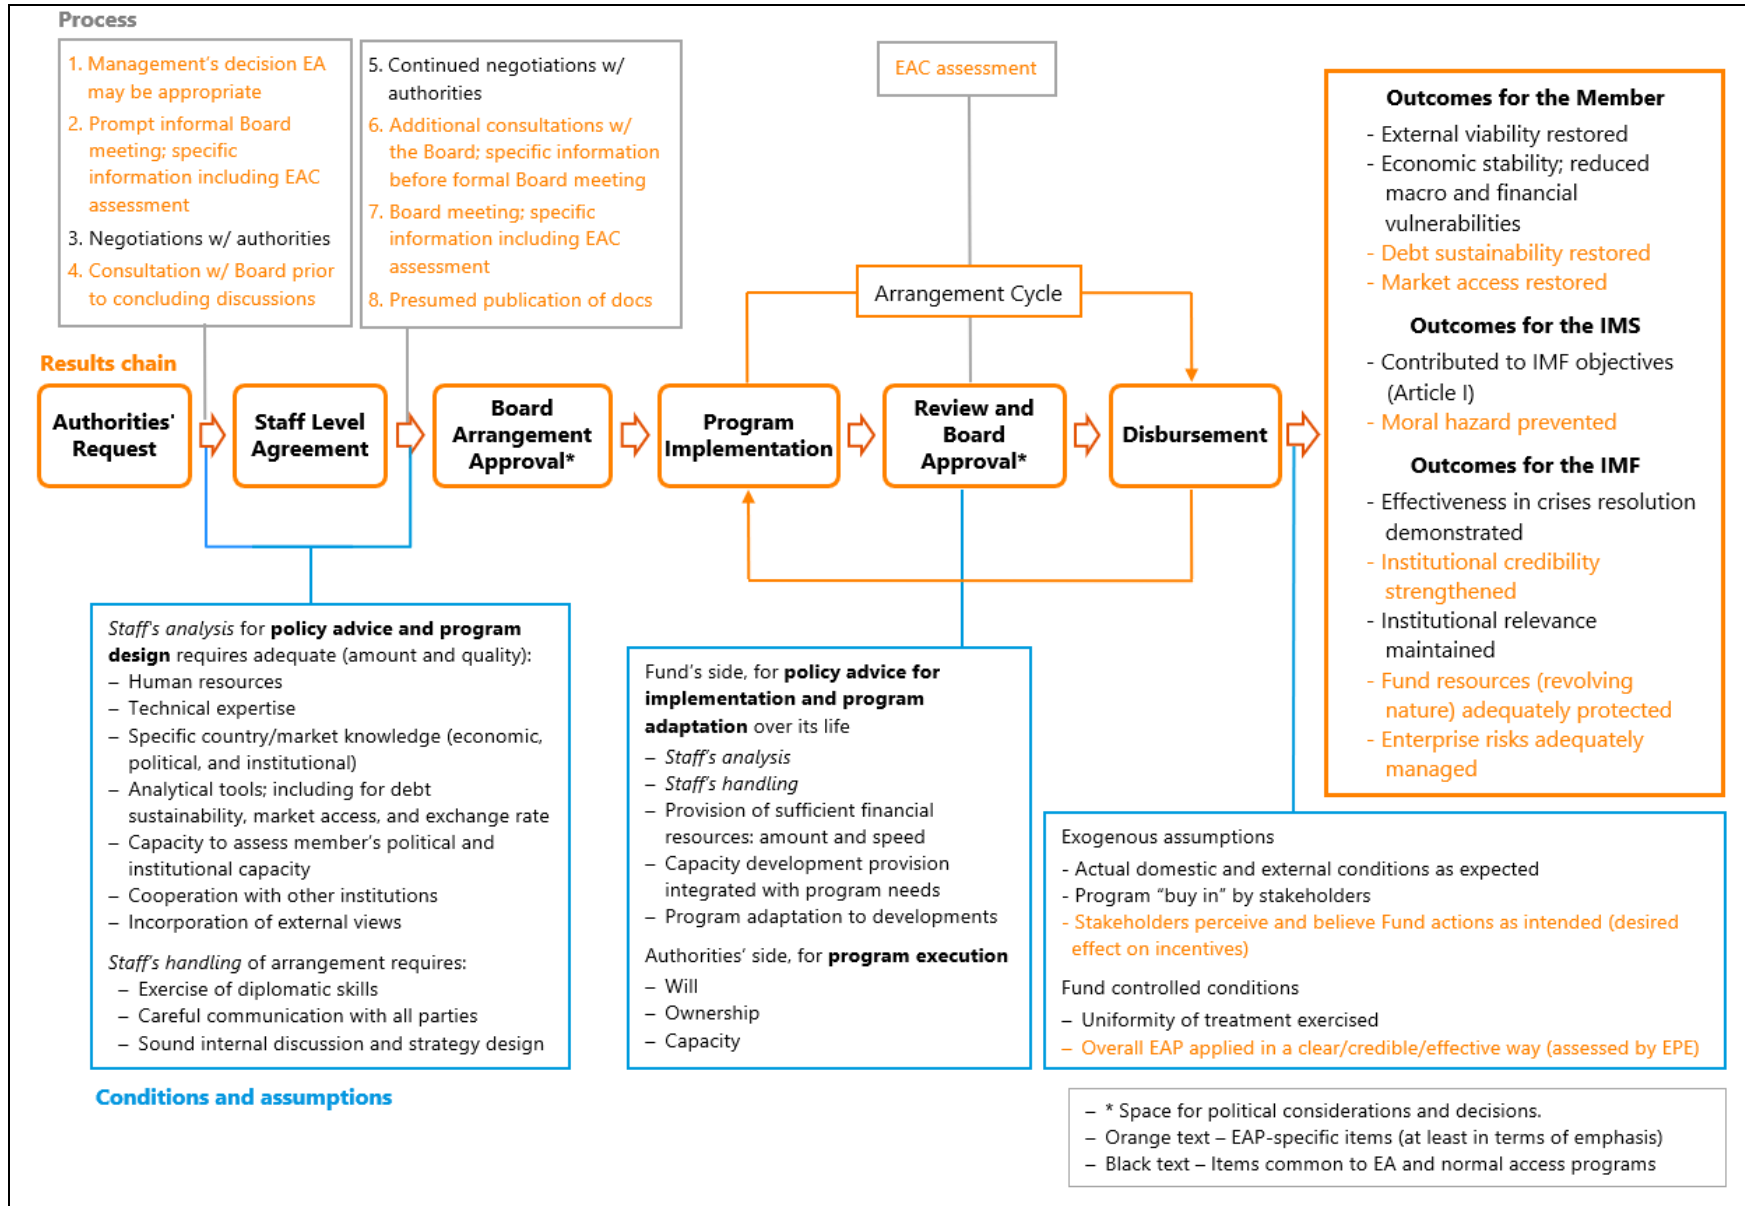 Process
1. Management's decision EA
may be appropriate
2. Prompt informal Board
meeting; specific
information including EAC
assessment
3. Negotiations w/ authorities
4. Consultation w/ Board prior
to concluding discussions
5. Continued negotiations w/
authorities
6. Additional consultations w/
the Board; specific information
before formal Board meeting
7. Board meeting; specific
information including EAC
assessment
8. Presumed publication of docs
EAC assessment
Arrangement Cycle
Results chain
Authorities'
Request
Staff Level
Agreement
Board
Arrangement
Approval*
Program
Implementation
Review and
Board
Approval*
Disbursement
Outcomes for the Member
- External viability restored
- Economic stability; reduced
macro and financial
vulnerabilities
- Debt sustainability restored
- Market access restored
Outcomes for the IMS
- Contributed to IMF objectives
(Article I)
- Moral hazard prevented
Outcomes for the IMF
- Effectiveness in crises resolution
demonstrated
- Institutional credibility
strengthened
- Institutional relevance
maintained
- Fund resources (revolving
nature) adequately protected
- Enterprise risks adequately
managed
Staff's analysis for policy advice and program
design requires adequate (amount and quality):
– Human resources
– Technical expertise
– Specific country/market knowledge (economic,
political, and institutional)
– Analytical tools; including for debt
sustainability, market access, and exchange rate
– Capacity to assess member's political and
institutional capacity
– Cooperation with other institutions
– Incorporation of external views
Staff's handling of arrangement requires:
– Exercise of diplomatic skills
– Careful communication with all parties
– Sound internal discussion and strategy design
Conditions and assumptions
Fund's side, for policy advice for
implementation and program
adaptation over its life
– Staff's analysis
– Staff's handling
– Provision of sufficient financial
resources: amount and speed
– Capacity development provision
integrated with program needs
– Program adaptation to developments
Authorities' side, for program execution
– Will
– Ownership
– Capacity
Exogenous assumptions
- Actual domestic and external conditions as expected
- Program “buy in” by stakeholders
- Stakeholders perceive and believe Fund actions as intended (desired
effect on incentives)
Fund controlled conditions
– Uniformity of treatment exercised
– Overall EAP applied in a clear/credible/effective way (assessed by EPE)
– * Space for political considerations and decisions.
– Orange text – EAP-specific items (at least in terms of emphasis)
– Black text – Items common to EA and normal access programs